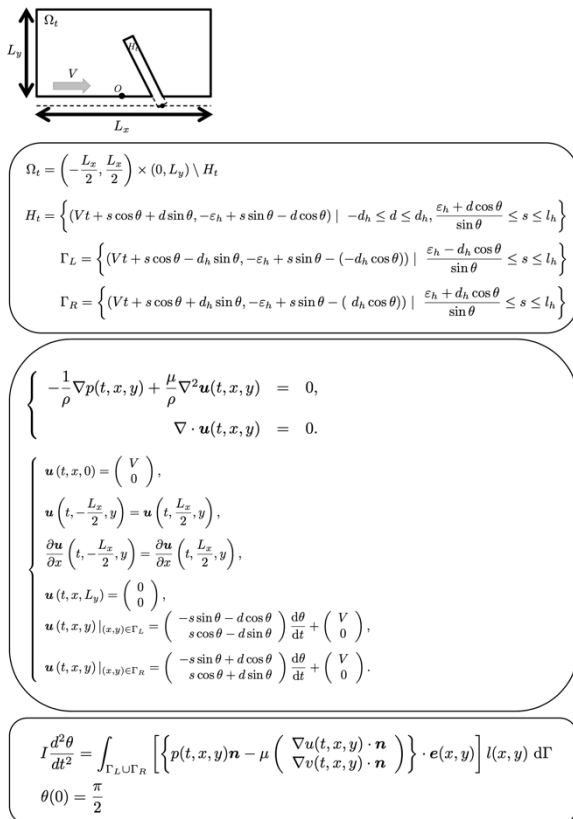 Ω_t
L_y
H_t
V
O
L_x
Ω_t = (−L_x/2, L_x/2) × (0, L_y) \ H_t
H_t = {(Vt + s cos θ + d sin θ, −ε_h + s sin θ − d cos θ) | −d_h ≤ d ≤ d_h, (ε_h + d cos θ)/sin θ ≤ s ≤ l_h}
Γ_L = {(Vt + s cos θ − d_h sin θ, −ε_h + s sin θ − (−d_h cos θ)) | (ε_h − d_h cos θ)/sin θ ≤ s ≤ l_h}
Γ_R = {(Vt + s cos θ + d_h sin θ, −ε_h + s sin θ − ( d_h cos θ)) | (ε_h + d_h cos θ)/sin θ ≤ s ≤ l_h}
−(1/ρ)∇p(t, x, y) + (μ/ρ)∇²u(t, x, y) = 0,
∇ · u(t, x, y) = 0.
u (t, x, 0) = ( V 0 ),
u (t, −L_x/2, y) = u (t, L_x/2, y),
∂u/∂x (t, −L_x/2, y) = ∂u/∂x (t, L_x/2, y),
u (t, x, L_y) = ( 0 0 ),
u (t, x, y) |_(x,y)∈Γ_L = ( −s sin θ − d cos θ s cos θ − d sin θ ) dθ/dt + ( V 0 ),
u (t, x, y) |_(x,y)∈Γ_R = ( −s sin θ + d cos θ s cos θ + d sin θ ) dθ/dt + ( V 0 ).
I d²θ/dt² = ∫_Γ_L∪Γ_R [{p(t, x, y)n − μ ( ∇u(t, x, y) · n ∇v(t, x, y) · n )} · e(x, y)] l(x, y) dΓ
θ(0) = π/2